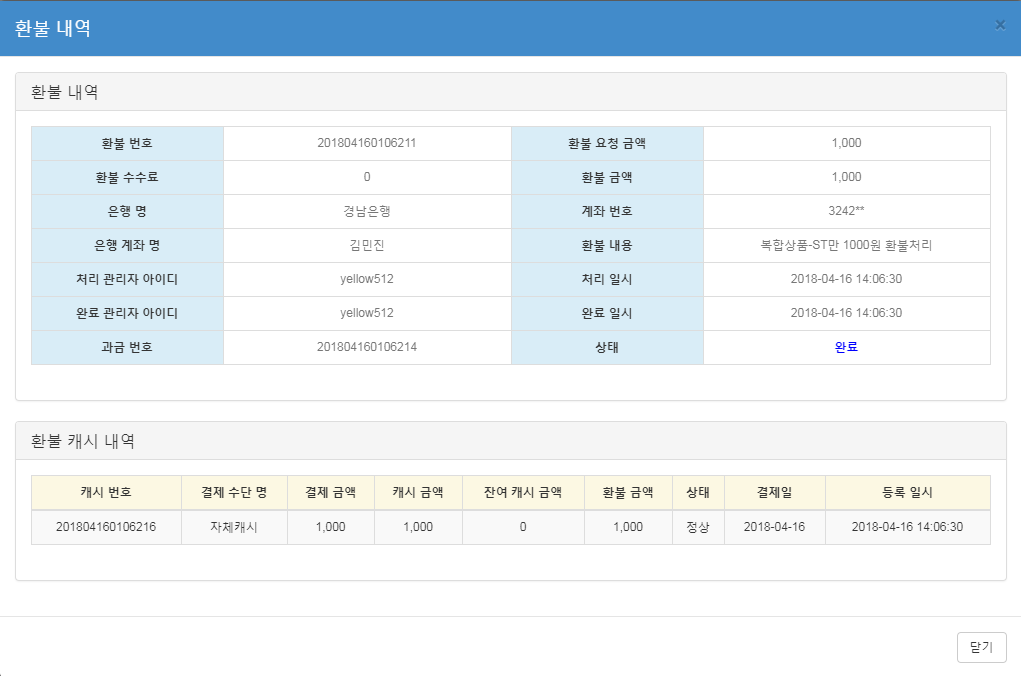 환불 내역
×
환불 내역
환불 번호 201804160106211 환불 요청 금액 1,000
환불 수수료 0 환불 금액 1,000
은행 명 경남은행 계좌 번호 3242**
은행 계좌 명 김민진 환불 내용 복합상품-ST만 1000원 환불처리
처리 관리자 아이디 yellow512 처리 일시 2018-04-16 14:06:30
완료 관리자 아이디 yellow512 완료 일시 2018-04-16 14:06:30
과금 번호 201804160106214 상태 완료
환불 캐시 내역
캐시 번호 결제 수단 명 결제 금액 캐시 금액 잔여 캐시 금액 환불 금액 상태 결제일 등록 일시
201804160106216 자체캐시 1,000 1,000 0 1,000 정상 2018-04-16 2018-04-16 14:06:30
닫기